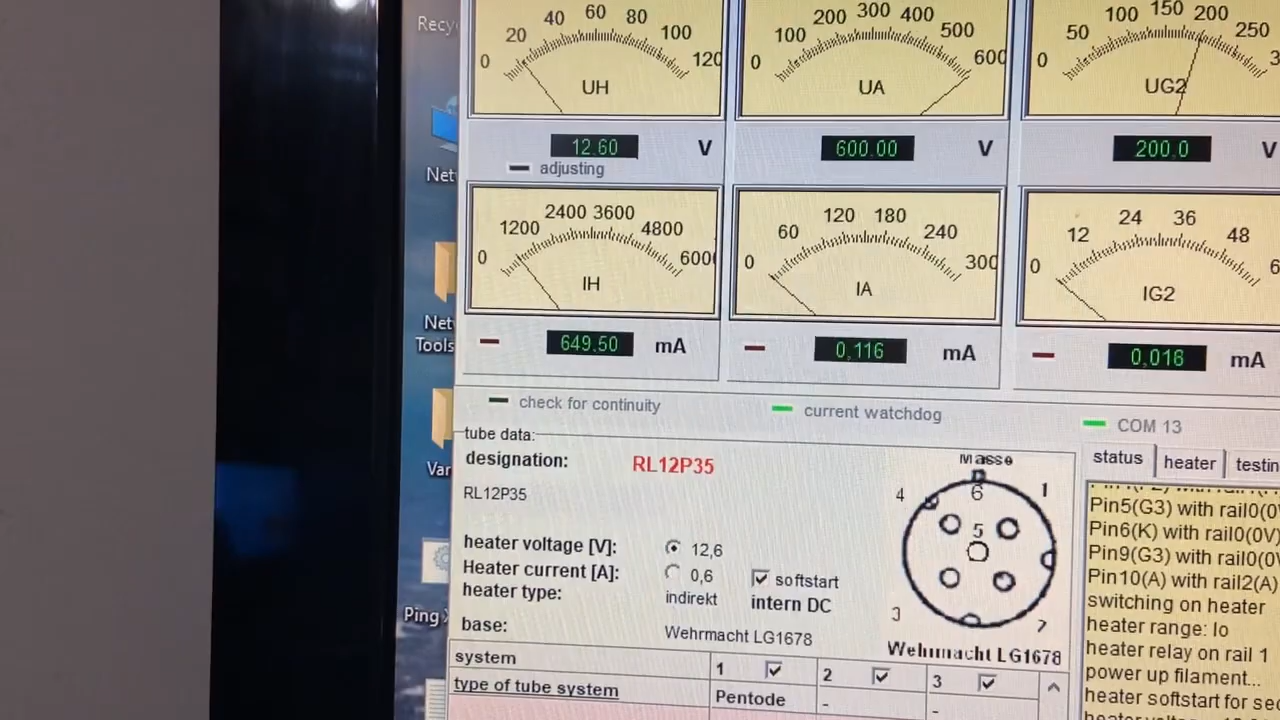 Recy
0 20 40 60 80 100 120
UH
0 100 200 300 400 500 600
UA
0 50 100 150 200 250 3
UG2
12.60 V
600.00 V
200.0 V
adjusting
0 1200 2400 3600 4800 6000
IH
0 60 120 180 240 300
IA
0 12 24 36 48 6
IG2
649.50 mA
0,116 mA
0,018 mA
Net
Net
Tools
Var
Ping
check for continuity
current watchdog
COM 13
tube data:
designation: RL12P35
RL12P35
heater voltage [V]: 12,6
Heater current [A]: 0,6
softstart
heater type: indirekt
intern DC
base: Wehrmacht LG1678
Masse
4 6 1
5
3 7
Wehrmacht LG1678
system 1 2 3
type of tube system Pentode - -
status heater testin
Pin5(G3) with rail0(0V
Pin6(K) with rail0(0V)
Pin9(G3) with rail0(0V
Pin10(A) with rail2(A)
switching on heater
heater range: lo
heater relay on rail 1
power up filament...
heater softstart for sec